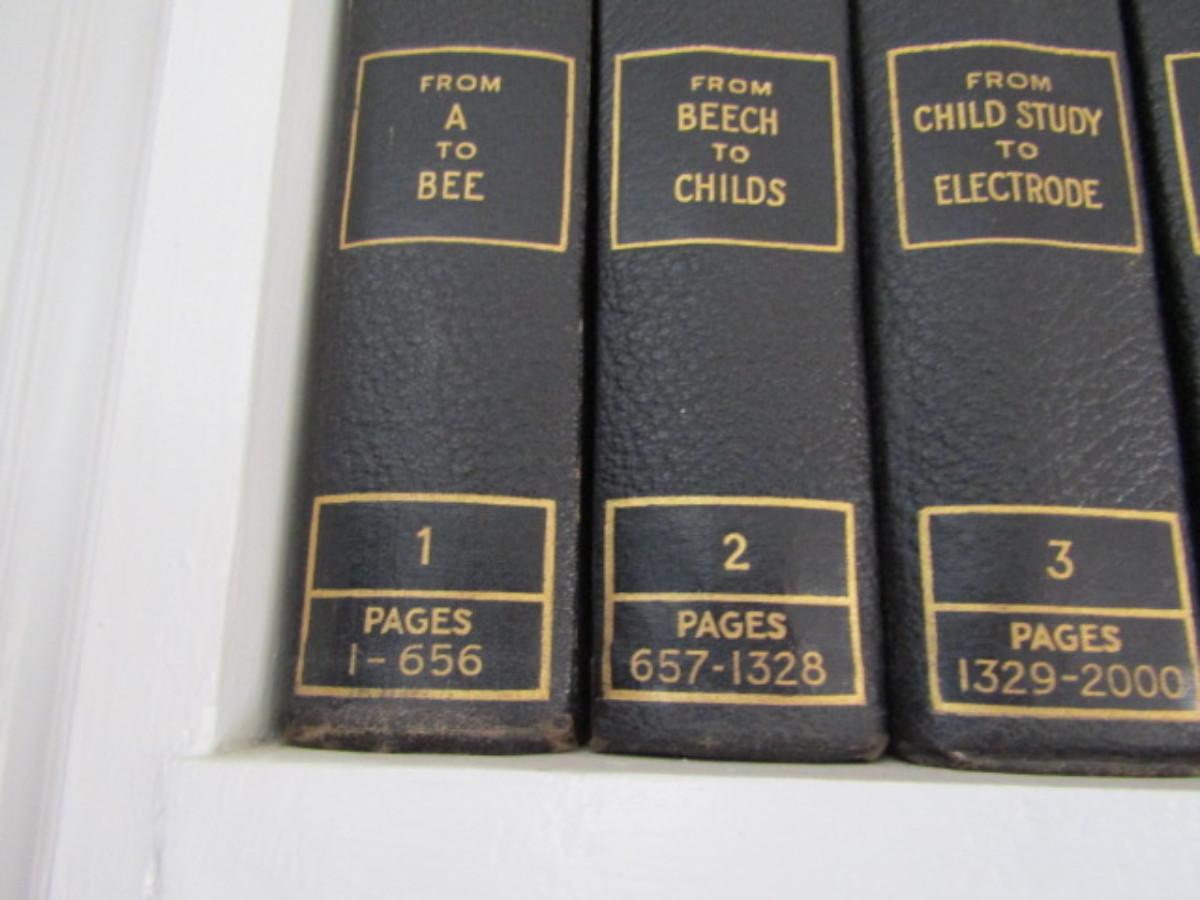 FROM
A
TO
BEE
1
PAGES
1-656
FROM
BEECH
TO
CHILDS
2
PAGES
657-1328
FROM
CHILD STUDY
TO
ELECTRODE
3
PAGES
1329-2000